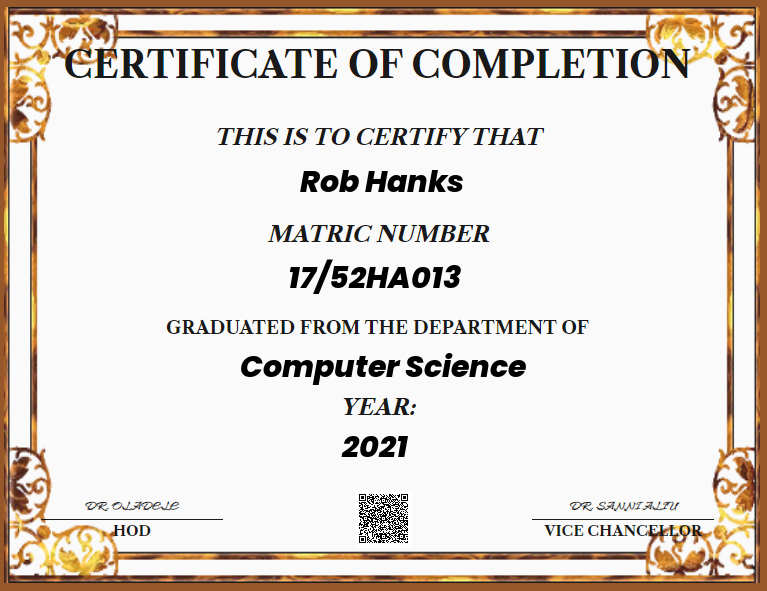 CERTIFICATE OF COMPLETION
THIS IS TO CERTIFY THAT
Rob Hanks
MATRIC NUMBER
17/52HA013
GRADUATED FROM THE DEPARTMENT OF
Computer Science
YEAR:
2021
DR. OLADELE DR. SANNI ALIU
HOD VICE CHANCELLOR